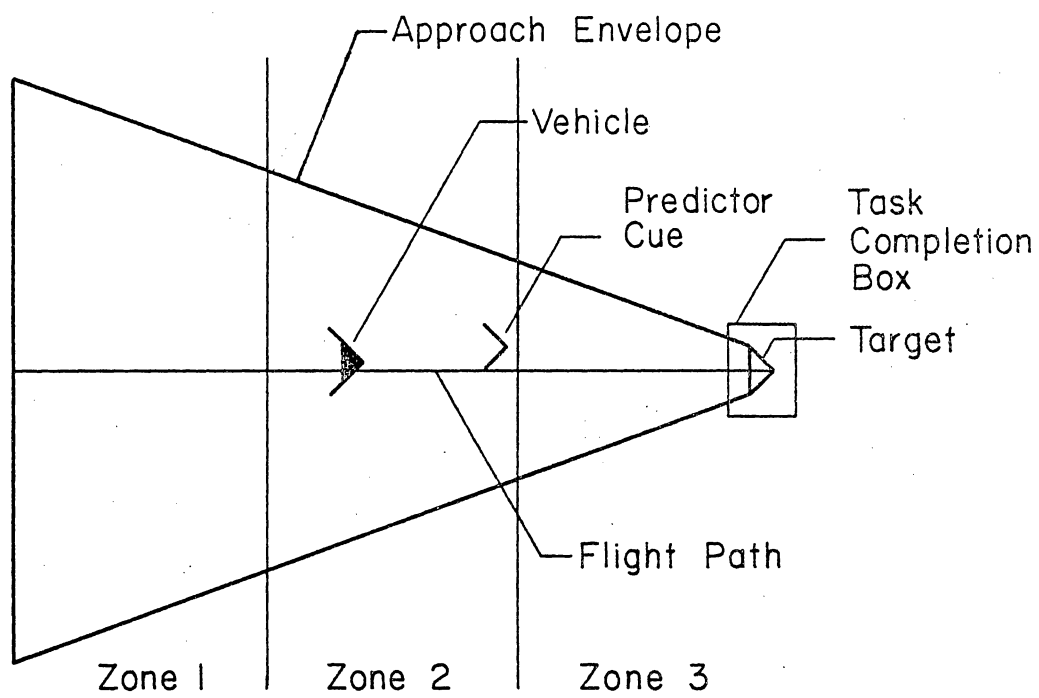 Approach Envelope
Vehicle
Predictor
Cue
Task
Completion
Box
Target
Flight Path
Zone 1
Zone 2
Zone 3